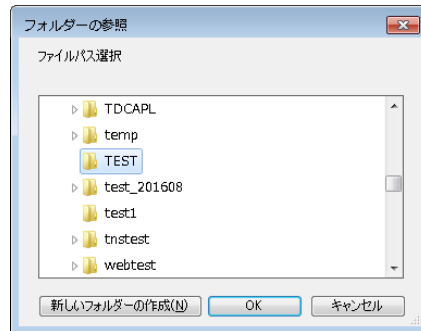 フォルダーの参照
ファイルパス選択
TDCAPL
temp
TEST
test_201608
test1
tnstest
webtest
新しいフォルダーの作成(N) OK キャンセル